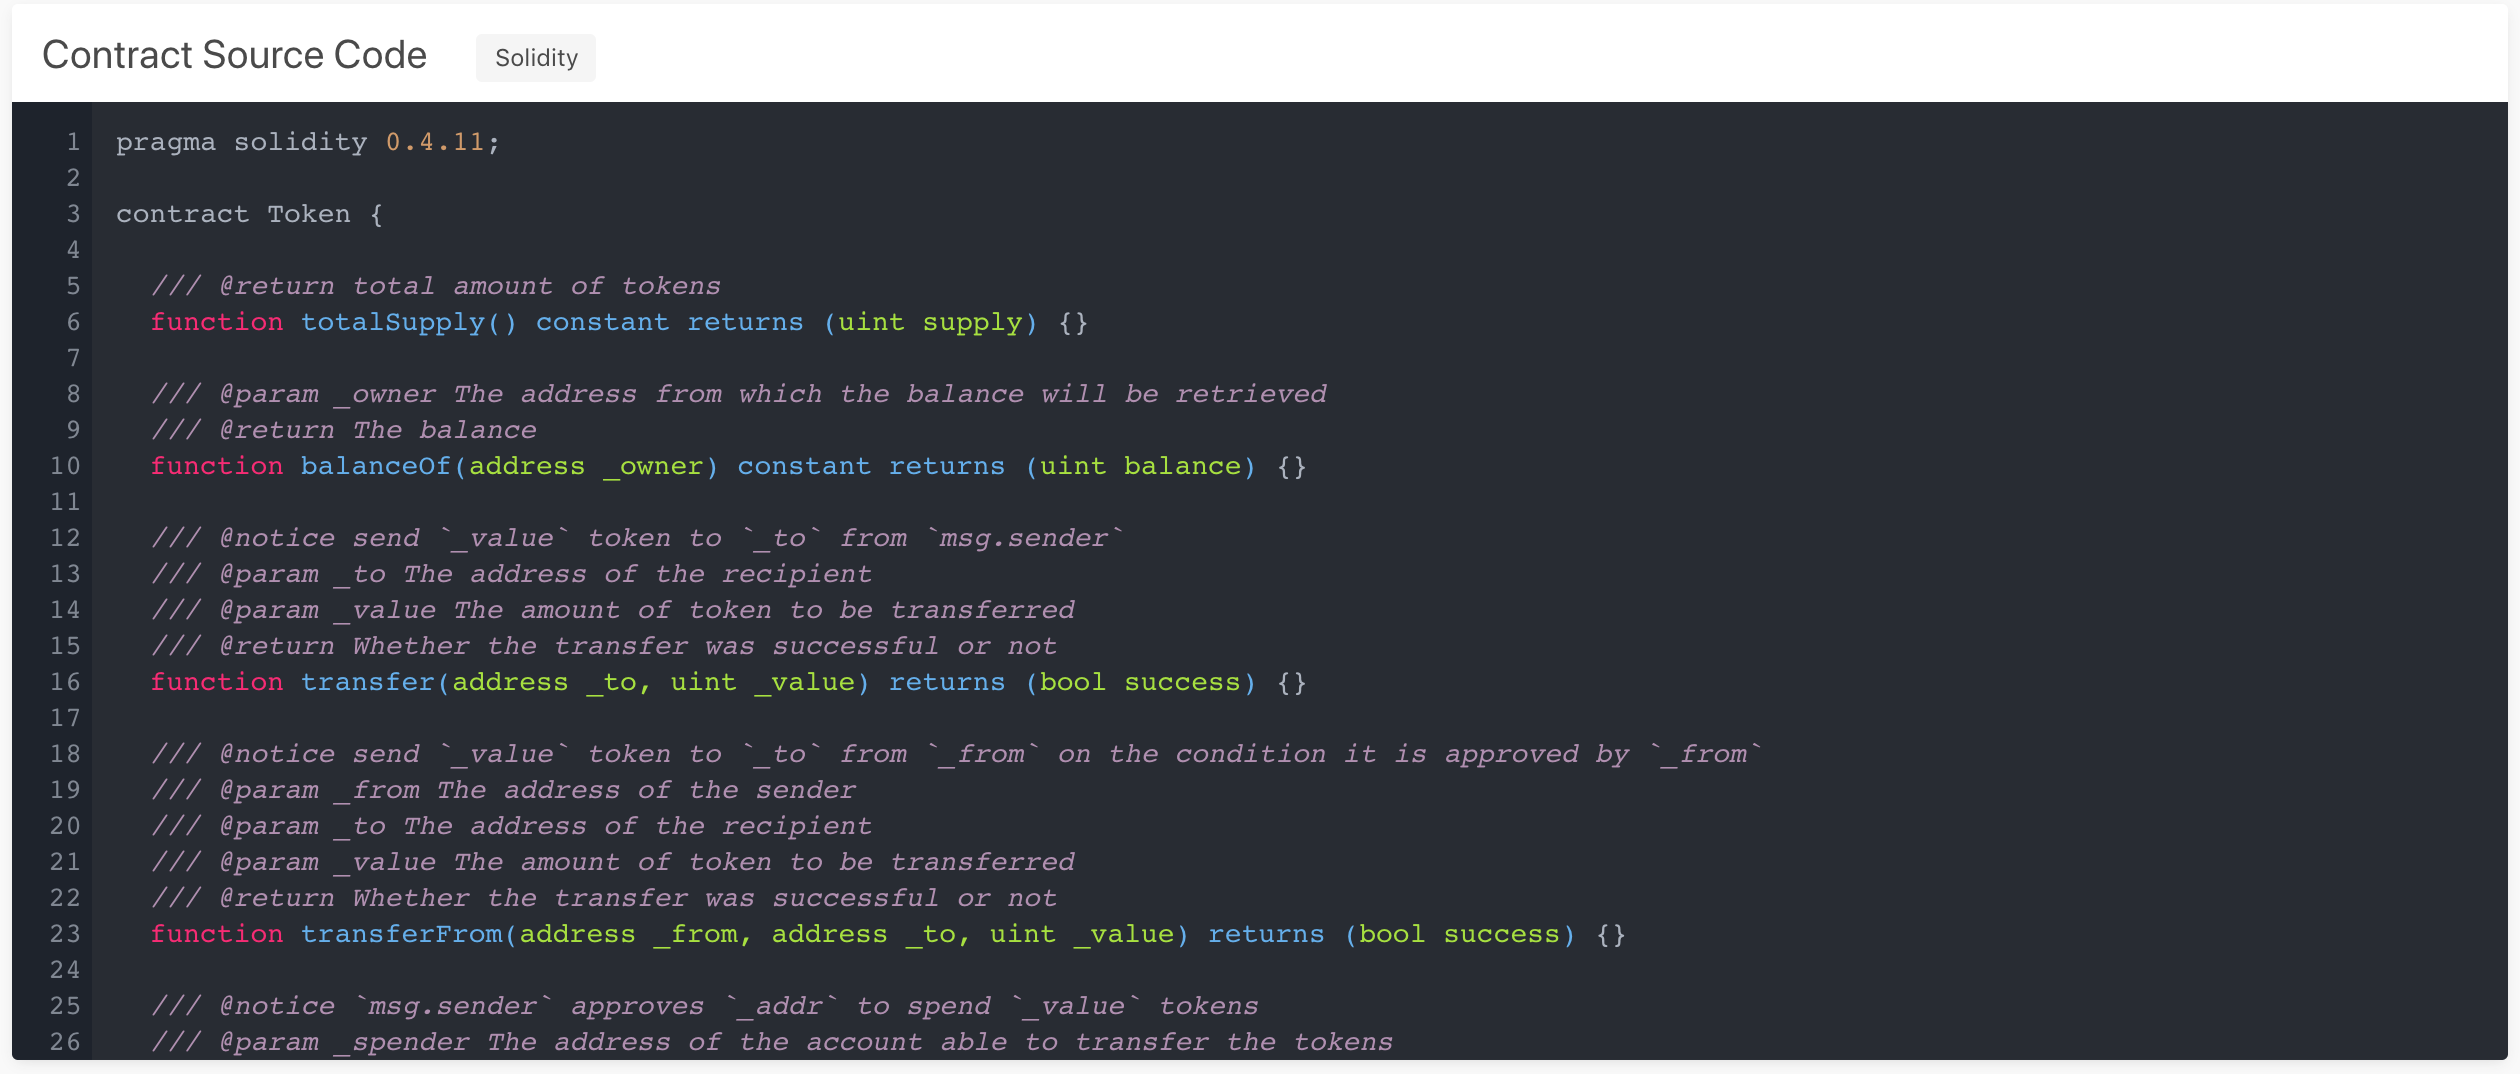 Contract Source Code Solidity
1 pragma solidity 0.4.11;
2
3 contract Token {
4
5 /// @return total amount of tokens
6 function totalSupply() constant returns (uint supply) {}
7
8 /// @param _owner The address from which the balance will be retrieved
9 /// @return The balance
10 function balanceOf(address _owner) constant returns (uint balance) {}
11
12 /// @notice send `_value` token to `_to` from `msg.sender`
13 /// @param _to The address of the recipient
14 /// @param _value The amount of token to be transferred
15 /// @return Whether the transfer was successful or not
16 function transfer(address _to, uint _value) returns (bool success) {}
17
18 /// @notice send `_value` token to `_to` from `_from` on the condition it is approved by `_from`
19 /// @param _from The address of the sender
20 /// @param _to The address of the recipient
21 /// @param _value The amount of token to be transferred
22 /// @return Whether the transfer was successful or not
23 function transferFrom(address _from, address _to, uint _value) returns (bool success) {}
24
25 /// @notice `msg.sender` approves `_addr` to spend `_value` tokens
26 /// @param _spender The address of the account able to transfer the tokens